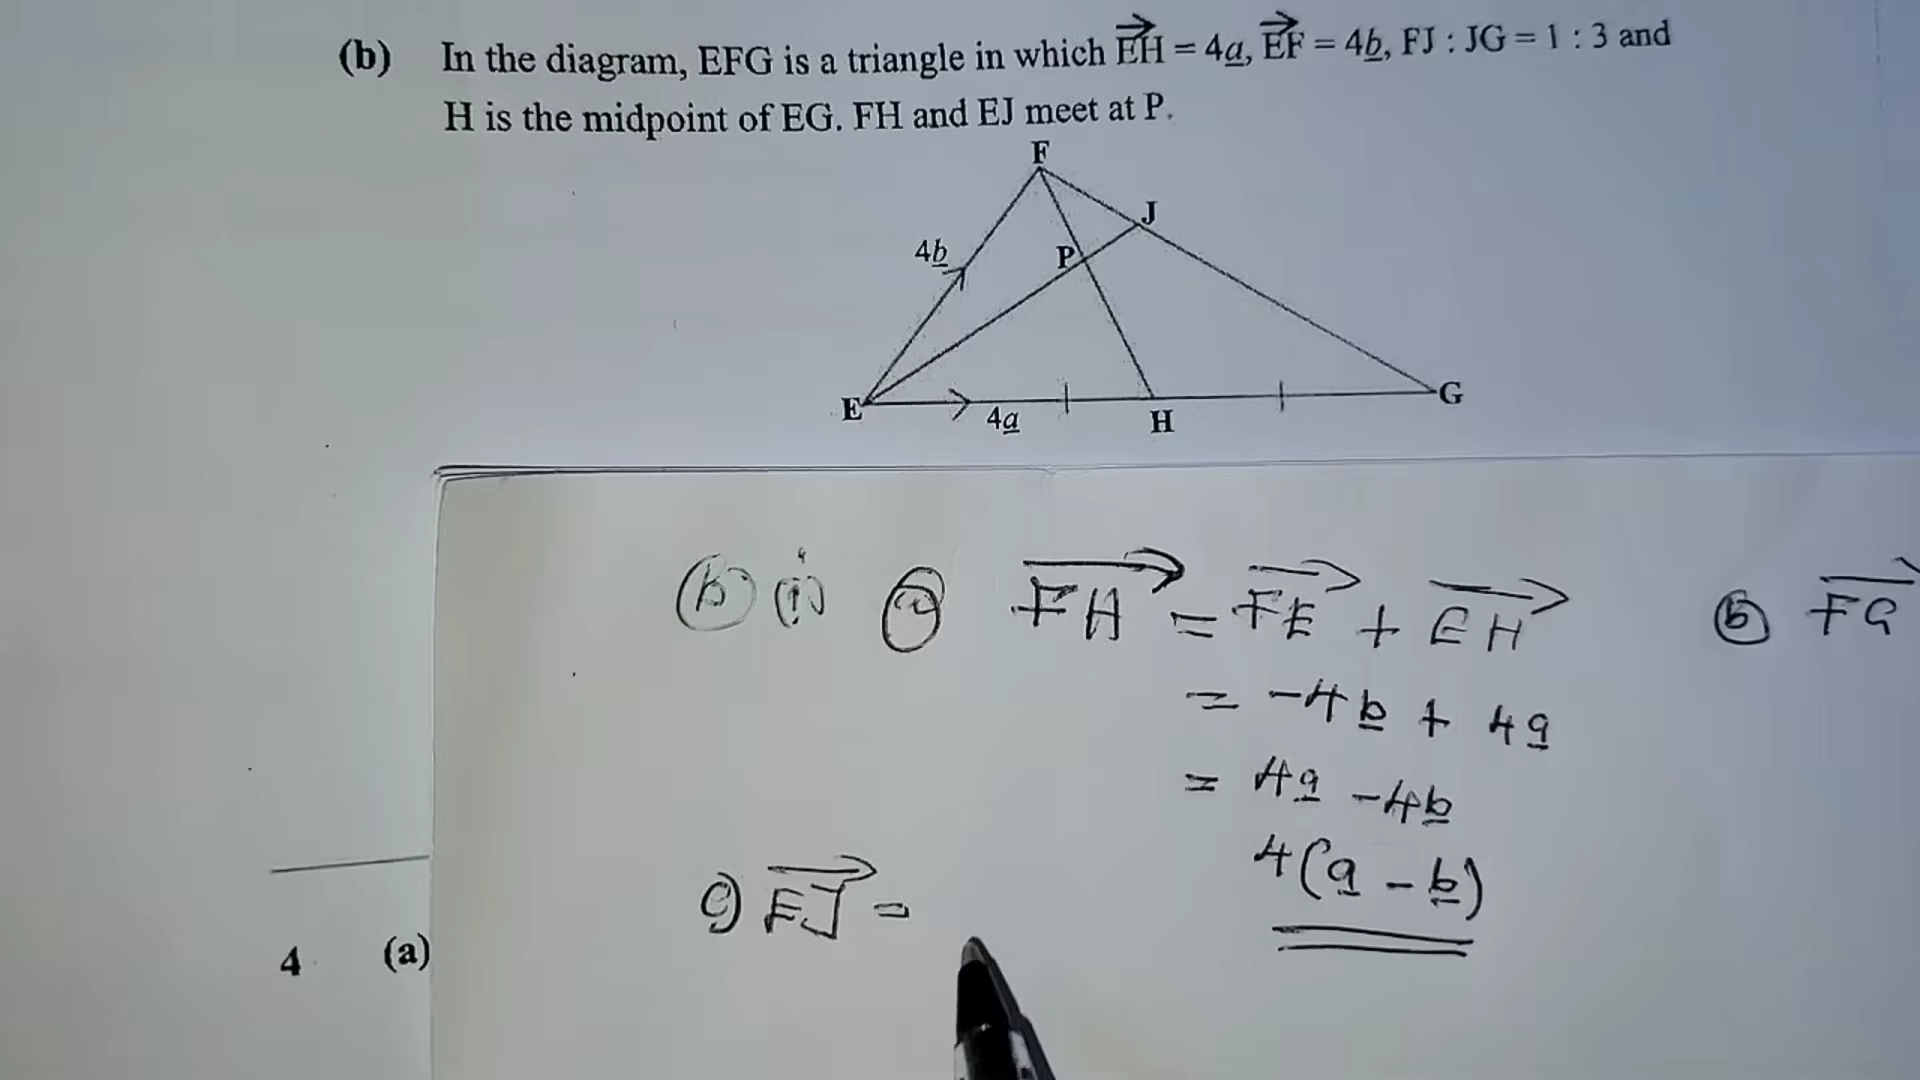 (b) In the diagram, EFG is a triangle in which EH = 4a, EF = 4b, FJ : JG = 1 : 3 and
H is the midpoint of EG. FH and EJ meet at P.
F
J
4b
P
E
4a
H
G
(b) (i) (a) FH = FE + EH
= -4b + 4a
= 4a - 4b
4(a - b)
(b) FG
c) EJ =
4 (a)